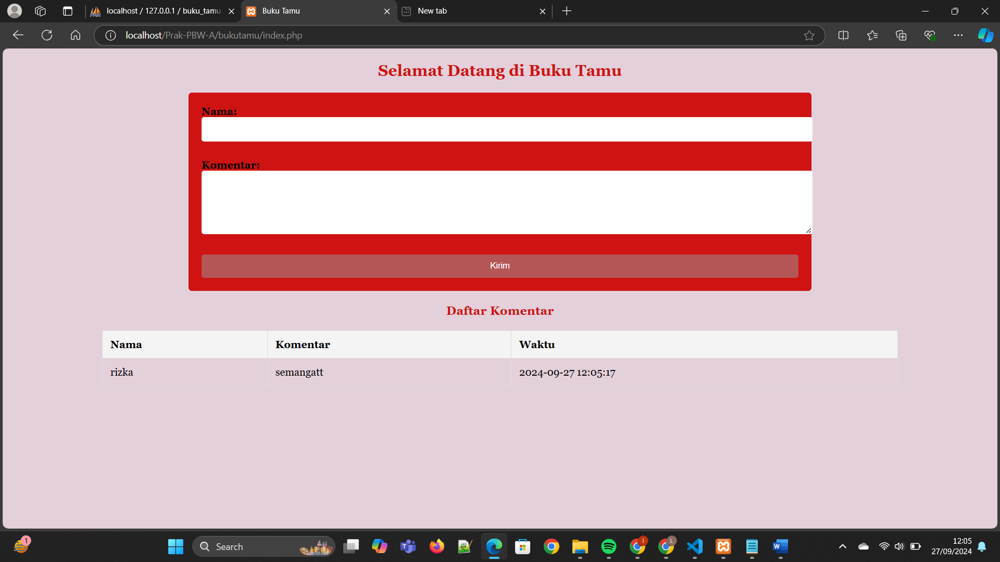 localhost / 127.0.0.1 / buku_tamu
Buku Tamu
New tab
localhost/Prak-PBW-A/bukutamu/index.php
Selamat Datang di Buku Tamu
Nama:
Komentar:
Kirim
Daftar Komentar
Nama Komentar Waktu
rizka semangatt 2024-09-27 12:05:17
1
Search
I
L
12:05
27/09/2024